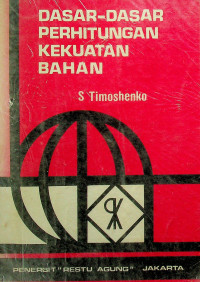 DASAR-DASAR
PERHITUNGAN
KEKUATAN
BAHAN
S Timoshenko
PENERBIT "RESTU AGUNG" JAKARTA